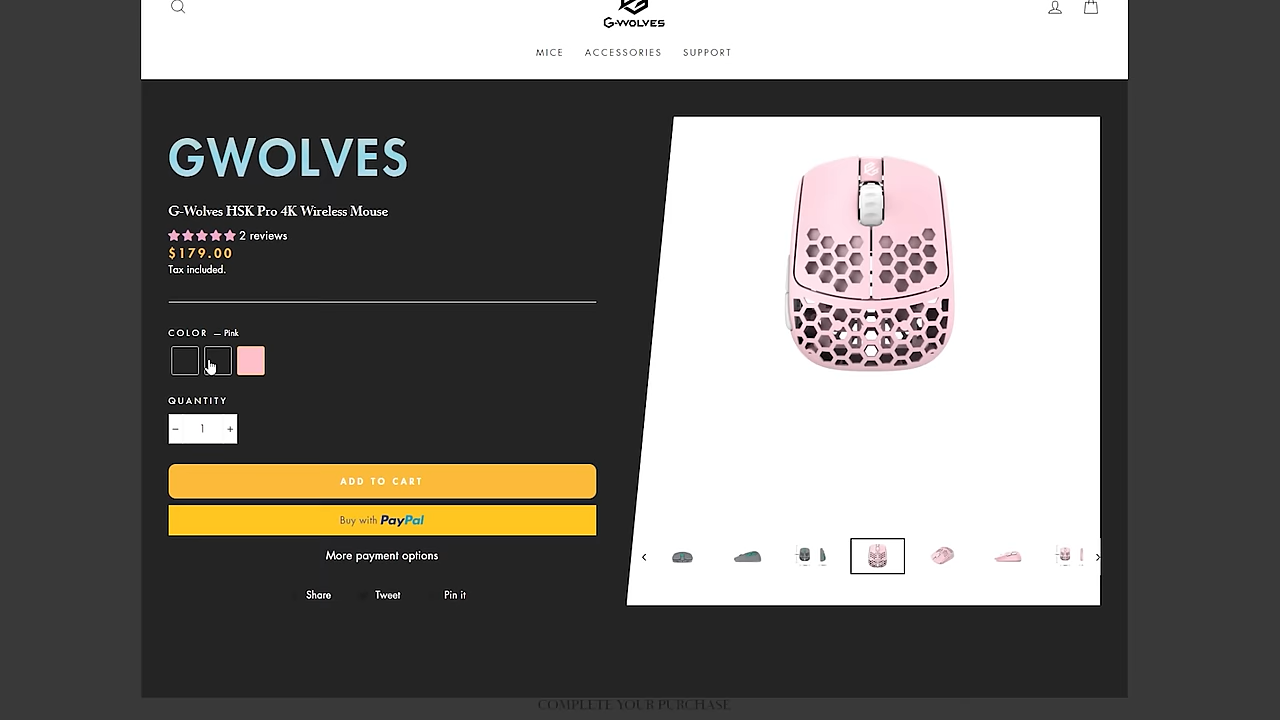 G-WOLVES
MICE ACCESSORIES SUPPORT
GWOLVES
G-Wolves HSK Pro 4K Wireless Mouse
2 reviews
$179.00
Tax included.
COLOR — Pink
QUANTITY
− 1 +
ADD TO CART
Buy with PayPal
More payment options
Share Tweet Pin it
COMPLETE YOUR PURCHASE